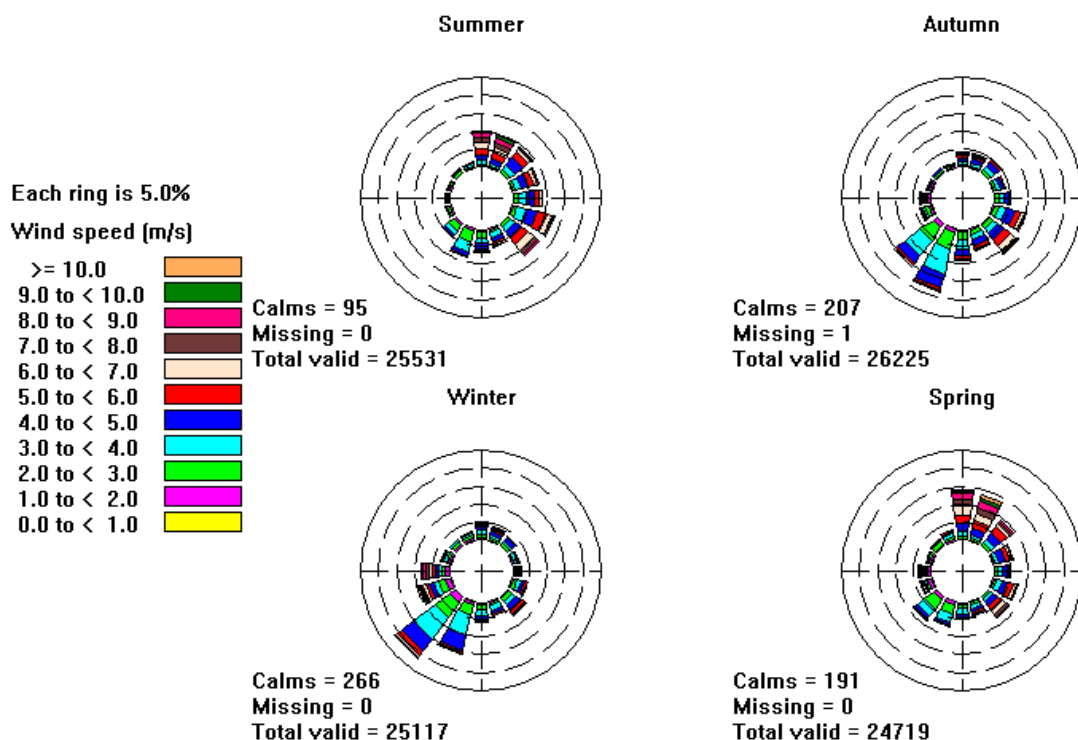 Summer
Autumn
Each ring is 5.0%
Wind speed (m/s)
>= 10.0
9.0 to < 10.0
8.0 to < 9.0
7.0 to < 8.0
6.0 to < 7.0
5.0 to < 6.0
4.0 to < 5.0
3.0 to < 4.0
2.0 to < 3.0
1.0 to < 2.0
0.0 to < 1.0
Calms = 95
Missing = 0
Total valid = 25531
Calms = 207
Missing = 1
Total valid = 26225
Winter
Spring
Calms = 266
Missing = 0
Total valid = 25117
Calms = 191
Missing = 0
Total valid = 24719